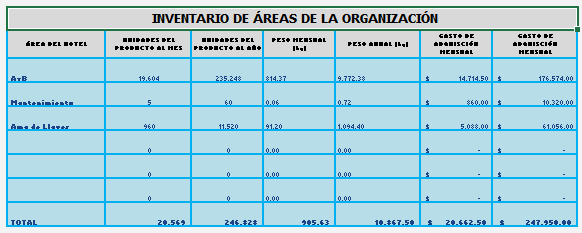 INVENTARIO DE ÁREAS DE LA ORGANIZACIÓN
ÁREA DEL HOTEL UNIDADES DEL PRODUCTO AL MES UNIDADES DEL PRODUCTO AL AÑO PESO MENSUAL (kg) PESO ANUAL (kg) GASTO DE ADQUISICIÓN MENSUAL GASTO DE ADQUISICIÓN MENSUAL
AyB 19,604 235,248 814.37 9,772.38 $ 14,714.50 $ 176,574.00
Mantenimiento 5 60 0.06 0.72 $ 860.00 $ 10,320.00
Ama de Llaves 960 11,520 91.20 1,094.40 $ 5,088.00 $ 61,056.00
0 0 0.00 0.00 $ - $ -
0 0 0.00 0.00 $ - $ -
0 0 0.00 0.00 $ - $ -
TOTAL 20,569 246,828 905.63 10,867.50 $ 20,662.50 $ 247,950.00